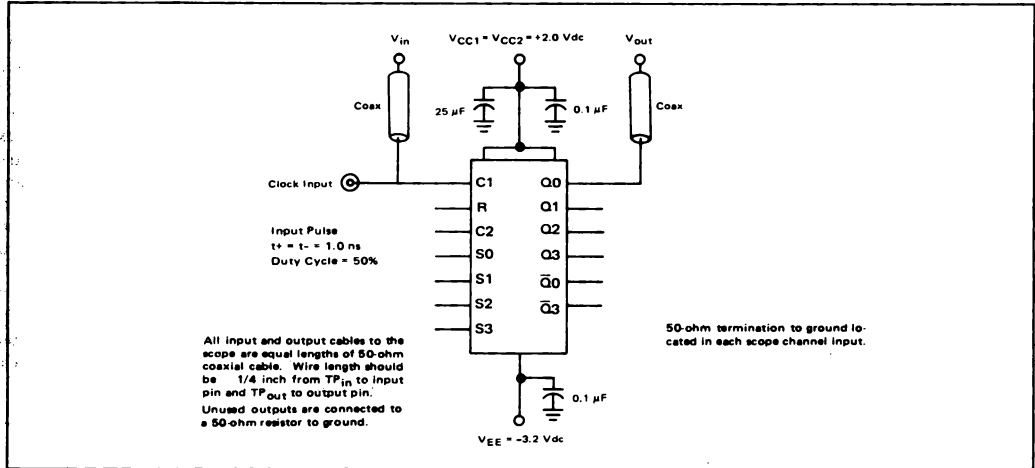 Vin
VCC1 = VCC2 = +2.0 Vdc
Vout
Coax
25 µF
0.1 µF
Coax
Clock Input
C1
R
C2
S0
S1
S2
S3
Q0
Q1
Q2
Q3
Q̅0
Q̅3
Input Pulse
t+ = t- = 1.0 ns
Duty Cycle = 50%
All input and output cables to the
scope are equal lengths of 50-ohm
coaxial cable. Wire length should
be 1/4 inch from TPin to input
pin and TPout to output pin.
Unused outputs are connected to
a 50-ohm resistor to ground.
50-ohm termination to ground lo-
cated in each scope channel input.
0.1 µF
VEE = -3.2 Vdc